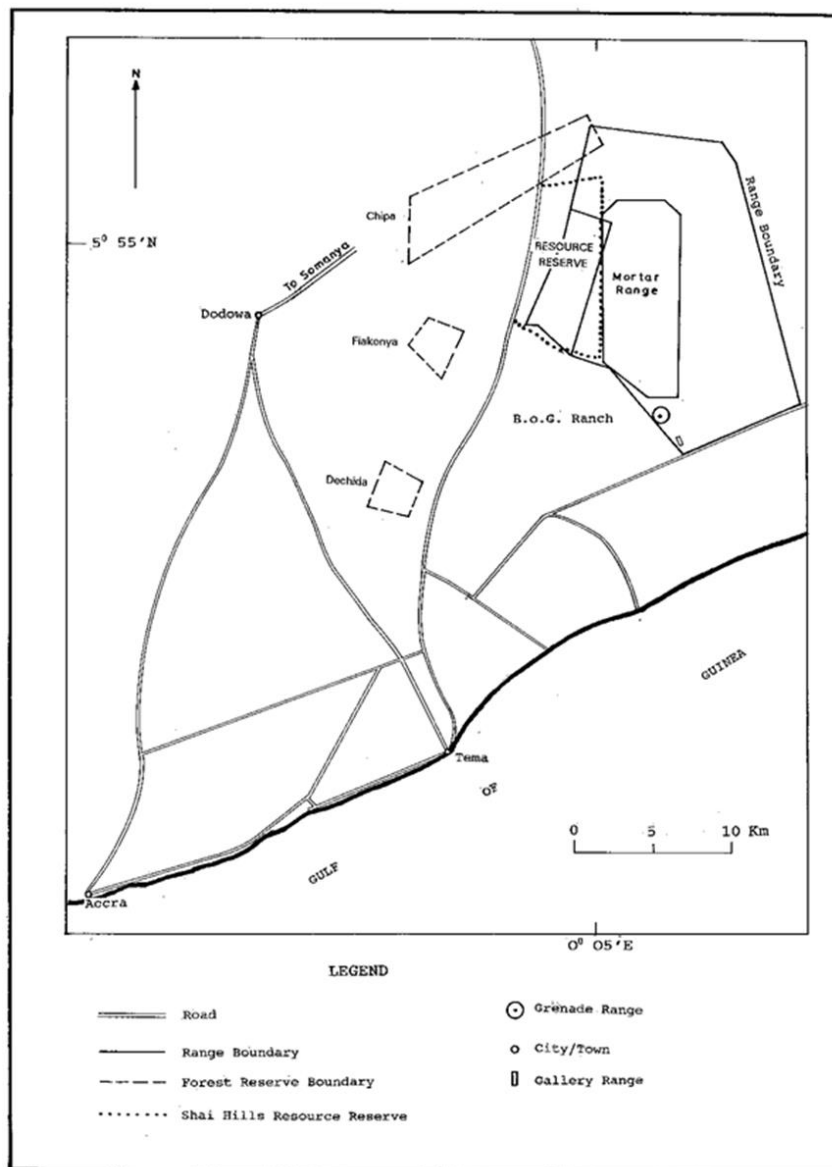 N
Chipa
5⁰ 55'N
To Somanya
RESOURCE
RESERVE
Range Boundary
Mortar
Range
Dodowa
Fiakonya
B.o.G. Ranch
Dechida
GUINEA
Tema
OF
0 5 10 Km
GULF
Accra
0⁰ 05'E
LEGEND
Road
Range Boundary
Forest Reserve Boundary
Shai Hills Resource Reserve
Grenade Range
City/Town
Gallery Range